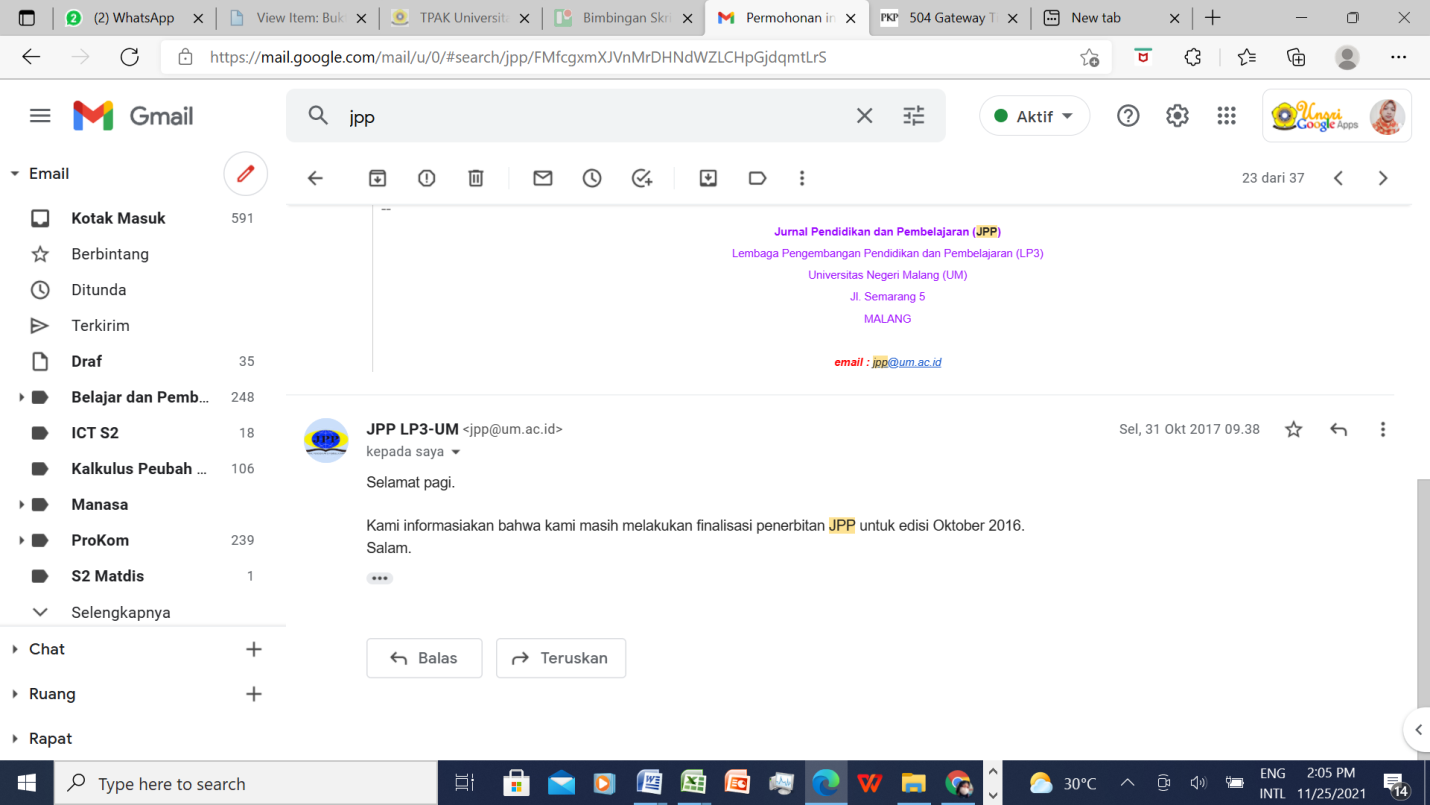 (2) WhatsApp
View Item: Buk
TPAK Universit
Bimbingan Skr
Permohonan in
PKP 504 Gateway T
New tab
https://mail.google.com/mail/u/0/#search/jpp/FMfcgxmXJVnMrDHNdWZLCHpGjdqmtLrS
Gmail
jpp
Aktif
Unsri Google Apps
Email
23 dari 37
Kotak Masuk 591
Berbintang
Ditunda
Terkirim
Draf 35
Belajar dan Pemb... 248
ICT S2 18
Kalkulus Peubah ... 106
Manasa
ProKom 239
S2 Matdis 1
Selengkapnya
Chat
Ruang
Rapat
--
Jurnal Pendidikan dan Pembelajaran (JPP)
Lembaga Pengembangan Pendidikan dan Pembelajaran (LP3)
Universitas Negeri Malang (UM)
Jl. Semarang 5
MALANG
email : jpp@um.ac.id
JPP LP3-UM <jpp@um.ac.id>
Sel, 31 Okt 2017 09.38
kepada saya
Selamat pagi.
Kami informasiakan bahwa kami masih melakukan finalisasi penerbitan JPP untuk edisi Oktober 2016.
Salam.
Balas
Teruskan
Type here to search
30°C
ENG
INTL
2:05 PM
11/25/2021
14